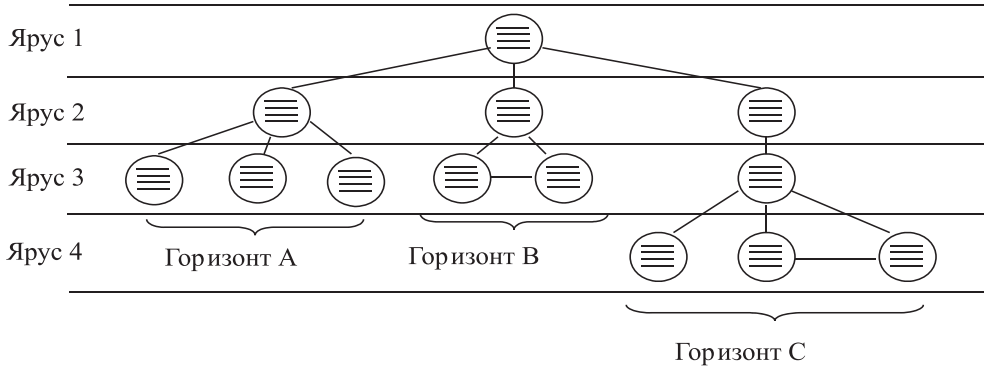 Ярус 1
Ярус 2
Ярус 3
Ярус 4
Горизонт A
Горизонт B
Горизонт C